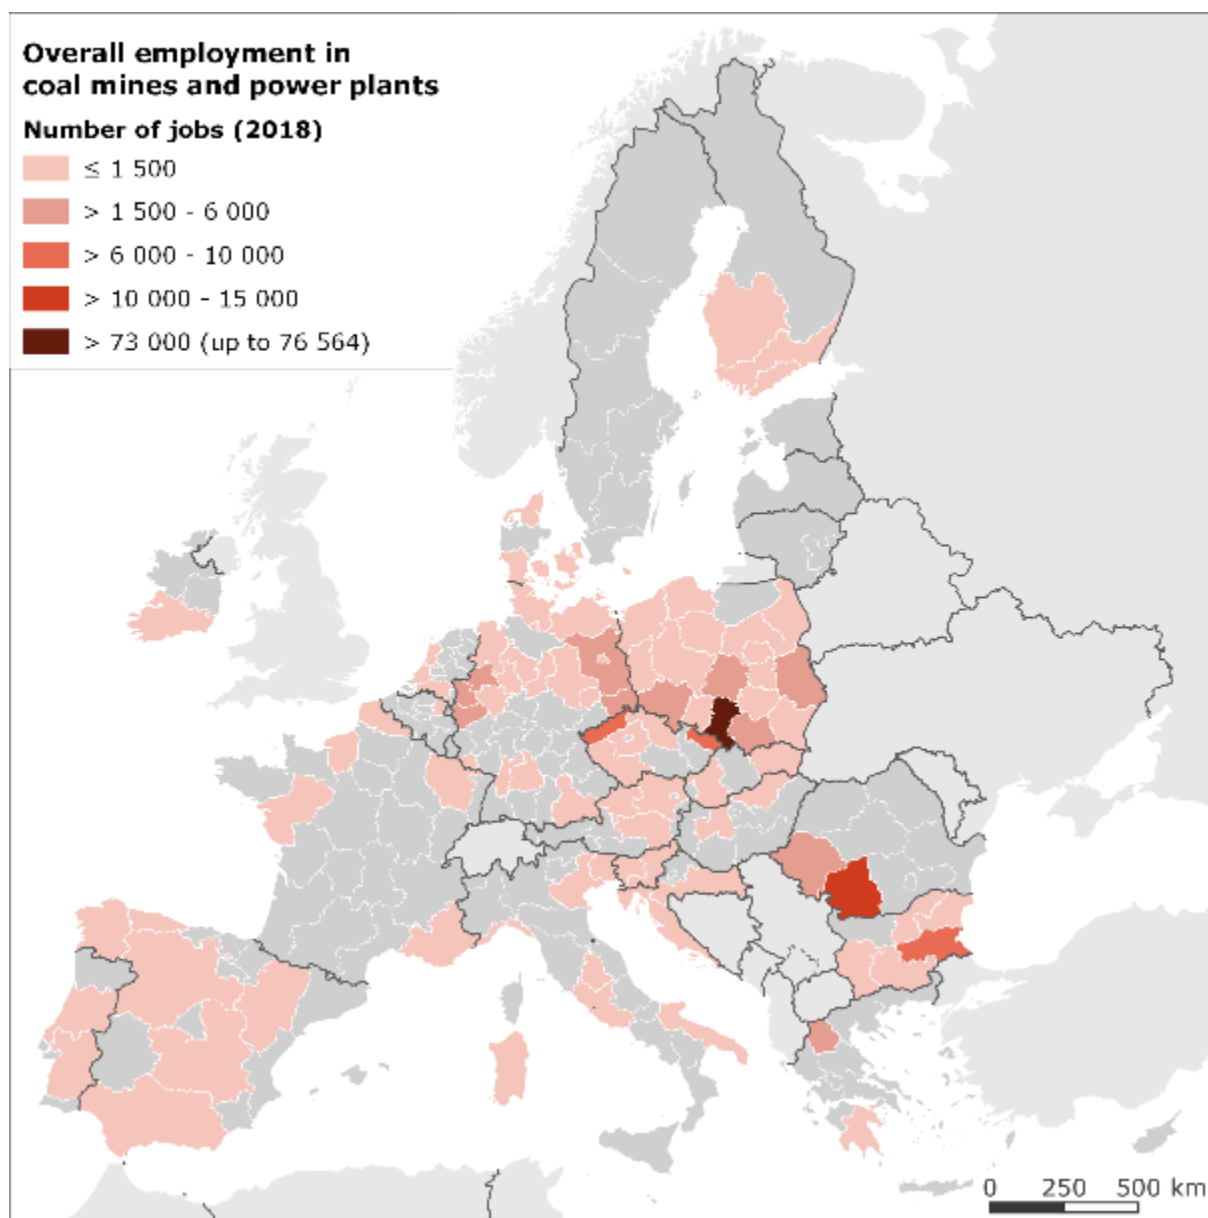 Overall employment in
coal mines and power plants
Number of jobs (2018)
≤ 1 500
> 1 500 - 6 000
> 6 000 - 10 000
> 10 000 - 15 000
> 73 000 (up to 76 564)
0 250 500 km